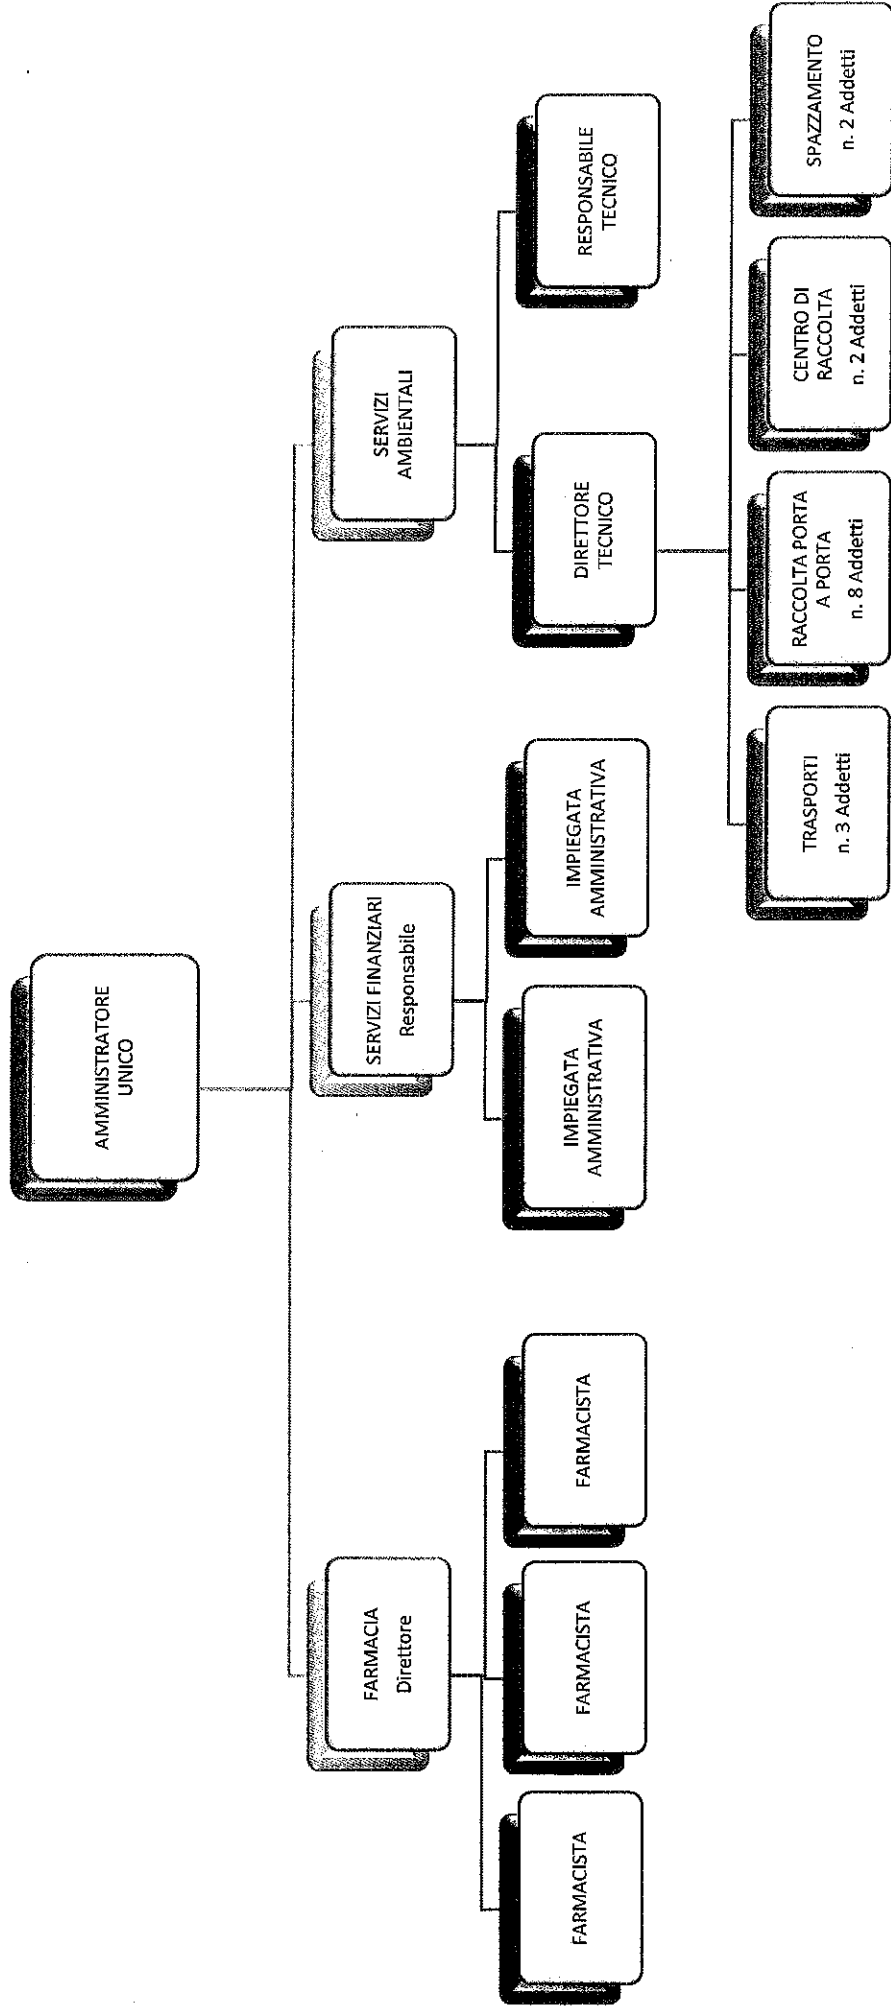 AMMINISTRATORE
UNICO
FARMACIA
Direttore
SERVIZI FINANZIARI
Responsabile
SERVIZI
AMBIENTALI
FARMACISTA
FARMACISTA
FARMACISTA
IMPIEGATA
AMMINISTRATIVA
IMPIEGATA
AMMINISTRATIVA
DIRETTORE
TECNICO
RESPONSABILE
TECNICO
TRASPORTI
n. 3 Addetti
RACCOLTA PORTA
A PORTA
n. 8 Addetti
CENTRO DI
RACCOLTA
n. 2 Addetti
SPAZZAMENTO
n. 2 Addetti